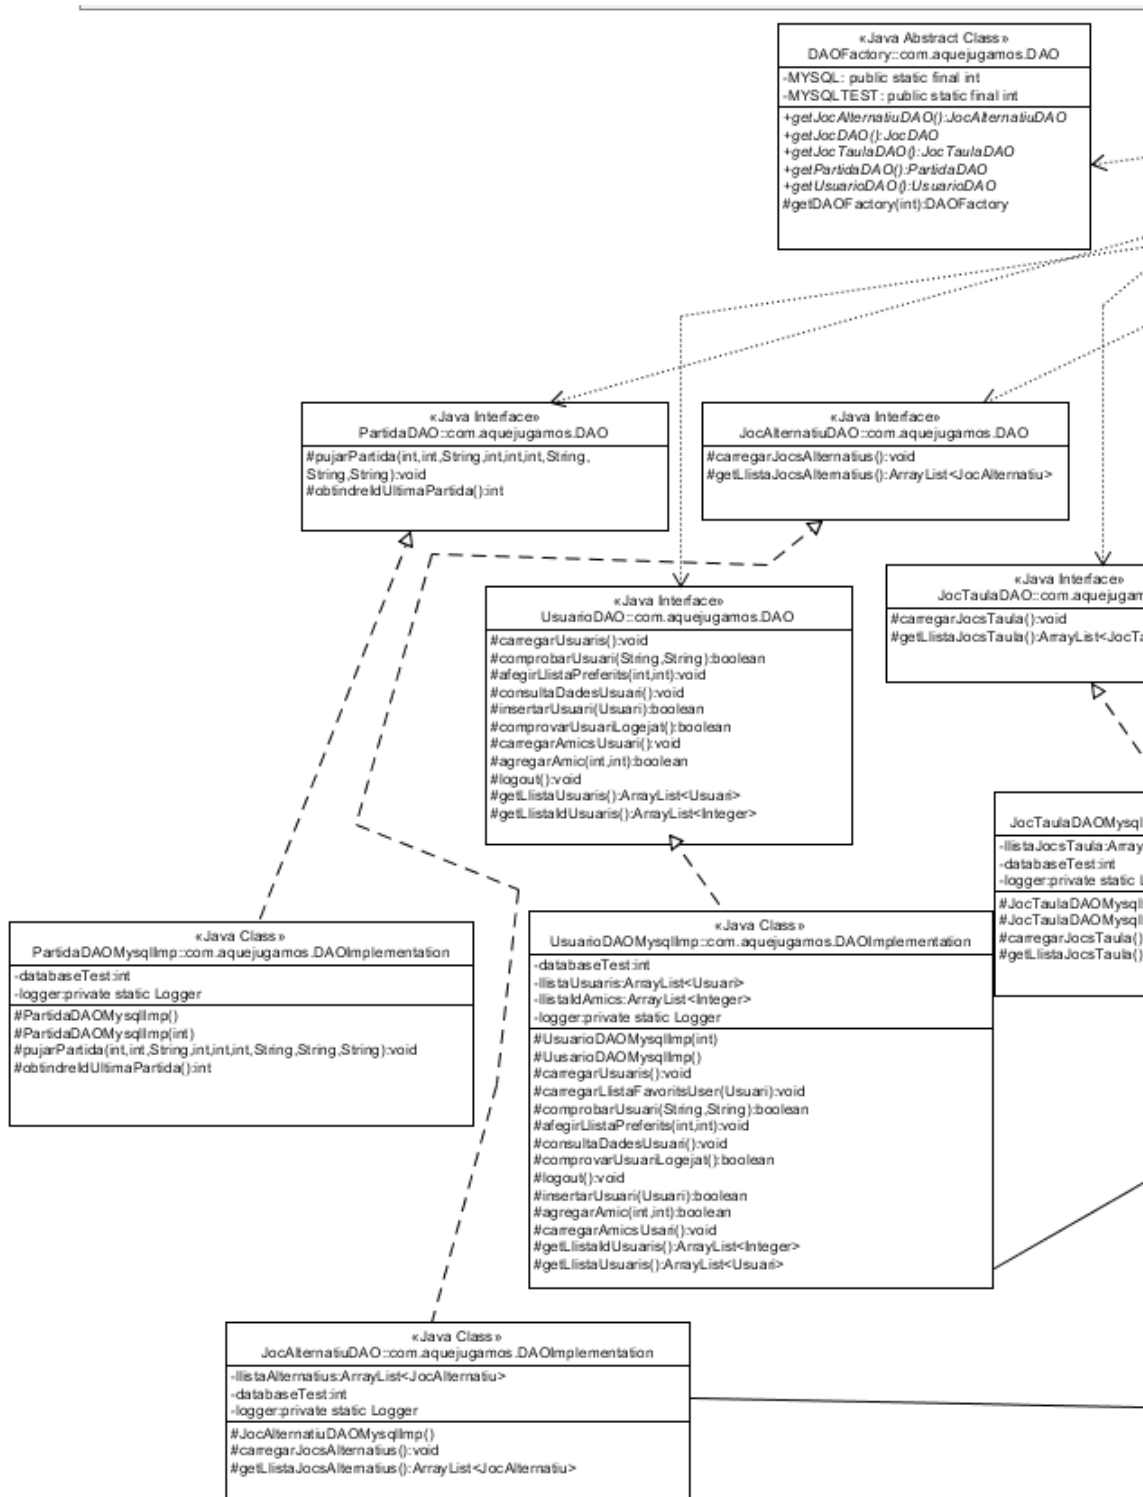 «Java Abstract Class»
DAOFactory::com.aquejugamos.DAO
-MYSQL: public static final int
-MYSQLTEST: public static final int
+getJocAlternatiuDAO():JocAlternatiuDAO
+getJocDAO():JocDAO
+getJocTaulaDAO():JocTaulaDAO
+getPartidaDAO():PartidaDAO
+getUsuarioDAO():UsuarioDAO
#getDAOFactory(int):DAOFactory
«Java Interface»
PartidaDAO::com.aquejugamos.DAO
#pujarPartida(int,int,String,int,int,int,String,
String,String):void
#obtindreIdUltimaPartida():int
«Java Interface»
JocAlternatiuDAO::com.aquejugamos.DAO
#carregarJocsAlternatius():void
#getLlistaJocsAlternatius():ArrayList<JocAlternatiu>
«Java Interface»
UsuarioDAO::com.aquejugamos.DAO
#carregarUsuaris():void
#comprobarUsuari(String,String):boolean
#afegirLlistaPreferits(int,int):void
#consultaDadesUsuari():void
#insertarUsuari(Usuari):boolean
#comprovarUsuariLogejat():boolean
#carregarAmicsUsuari():void
#agregarAmic(int,int):boolean
#logout():void
#getLlistaUsuaris():ArrayList<Usuari>
#getLlistaIdUsuaris():ArrayList<Integer>
«Java Interface»
JocTaulaDAO::com.aquejugam
#carregarJocsTaula():void
#getLlistaJocsTaula():ArrayList<JocTa
JocTaulaDAOMysql
-llistaJocsTaula:Array
-databaseTest:int
-logger:private static L
#JocTaulaDAOMysql
#JocTaulaDAOMysql
#carregarJocsTaula()
#getLlistaJocsTaula()
«Java Class»
PartidaDAOMysqlImp::com.aquejugamos.DAOImplementation
-databaseTest:int
-logger:private static Logger
#PartidaDAOMysqlImp()
#PartidaDAOMysqlImp(int)
#pujarPartida(int,int,String,int,int,int,String,String,String):void
#obtindreIdUltimaPartida():int
«Java Class»
UsuarioDAOMysqlImp::com.aquejugamos.DAOImplementation
-databaseTest:int
-llistaUsuaris:ArrayList<Usuari>
-llistaIdAmics:ArrayList<Integer>
-logger:private static Logger
#UsuarioDAOMysqlImp(int)
#UusarioDAOMysqlImp()
#carregarUsuaris():void
#carregarLlistaFavoritsUser(Usuari):void
#comprobarUsuari(String,String):boolean
#afegirLlistaPreferits(int,int):void
#consultaDadesUsuari():void
#comprovarUsuariLogejat():boolean
#logout():void
#insertarUsuari(Usuari):boolean
#agregarAmic(int,int):boolean
#carregarAmicsUsari():void
#getLlistaIdUsuaris():ArrayList<Integer>
#getLlistaUsuaris():ArrayList<Usuari>
«Java Class»
JocAlternatiuDAO::com.aquejugamos.DAOImplementation
-llistaAlternatius:ArrayList<JocAlternatiu>
-databaseTest:int
-logger:private static Logger
#JocAlternatiuDAOMysqlImp()
#carregarJocsAlternatius():void
#getLlistaJocsAlternatius():ArrayList<JocAlternatiu>